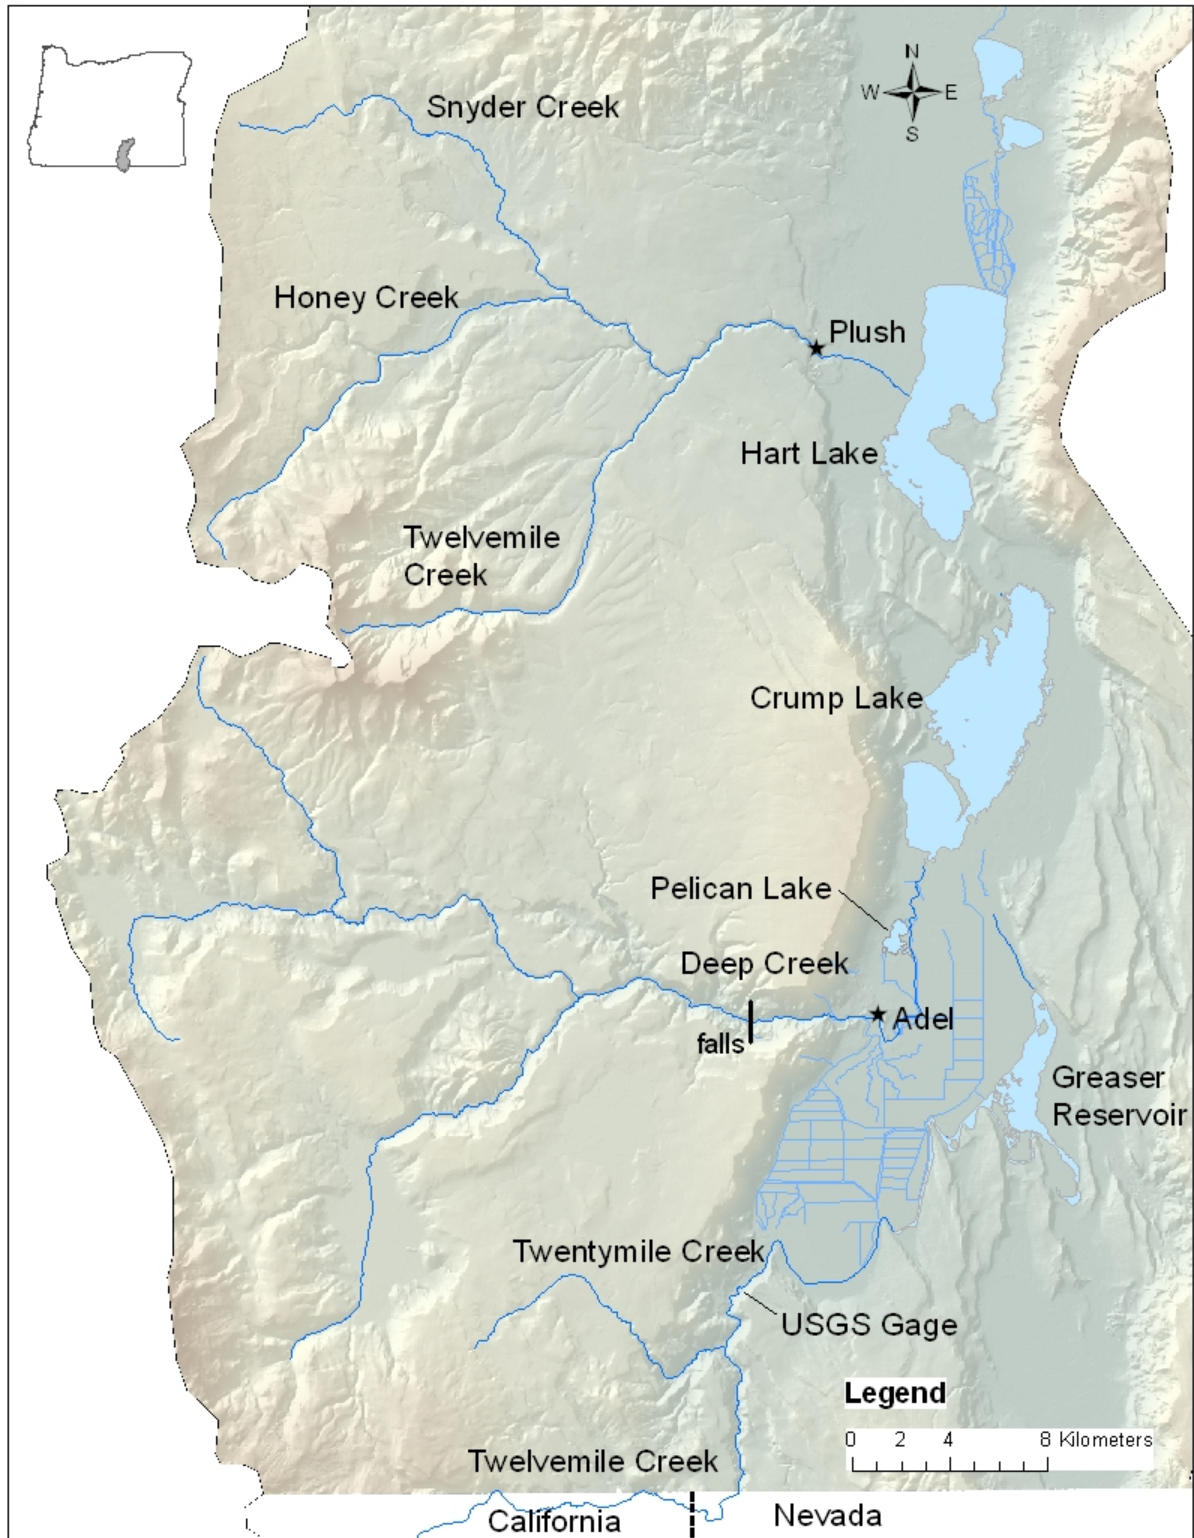 N
W E
S
Snyder Creek
Honey Creek
Plush
Hart Lake
Twelvemile
Creek
Crump Lake
Pelican Lake
Deep Creek
Adel
falls
Greaser
Reservoir
Twentymile Creek
USGS Gage
Legend
0 2 4 8 Kilometers
Twelvemile Creek
California
Nevada